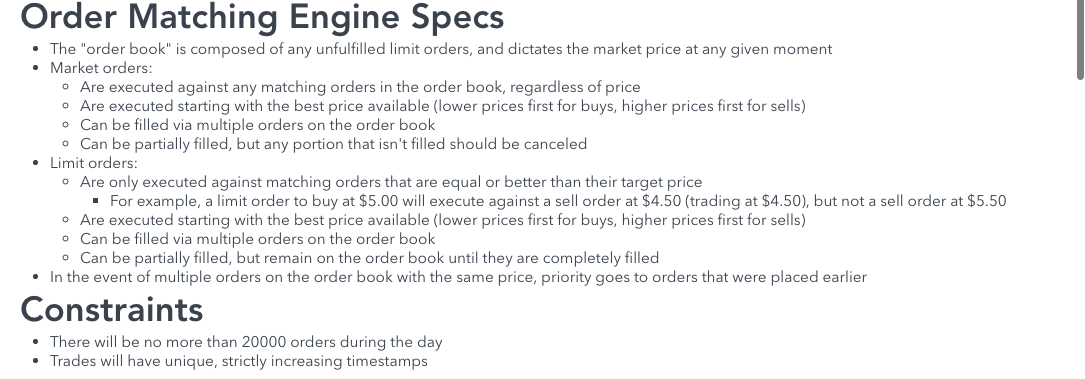 Order Matching Engine Specs
• The "order book" is composed of any unfulfilled limit orders, and dictates the market price at any given moment
• Market orders:
◦ Are executed against any matching orders in the order book, regardless of price
◦ Are executed starting with the best price available (lower prices first for buys, higher prices first for sells)
◦ Can be filled via multiple orders on the order book
◦ Can be partially filled, but any portion that isn't filled should be canceled
• Limit orders:
◦ Are only executed against matching orders that are equal or better than their target price
▪ For example, a limit order to buy at $5.00 will execute against a sell order at $4.50 (trading at $4.50), but not a sell order at $5.50
◦ Are executed starting with the best price available (lower prices first for buys, higher prices first for sells)
◦ Can be filled via multiple orders on the order book
◦ Can be partially filled, but remain on the order book until they are completely filled
• In the event of multiple orders on the order book with the same price, priority goes to orders that were placed earlier
Constraints
• There will be no more than 20000 orders during the day
• Trades will have unique, strictly increasing timestamps